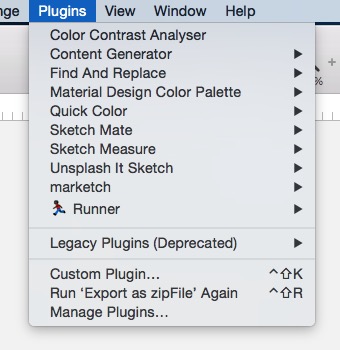 nge Plugins View Window Help
Color Contrast Analyser
Content Generator ▶
Find And Replace ▶
Material Design Color Palette ▶
Quick Color ▶
Sketch Mate ▶
Sketch Measure ▶
Unsplash It Sketch ▶
marketch ▶
🏃 Runner ▶
Legacy Plugins (Deprecated) ▶
Custom Plugin… ^⇧K
Run ‘Export as zipFile’ Again ^⇧R
Manage Plugins…
%